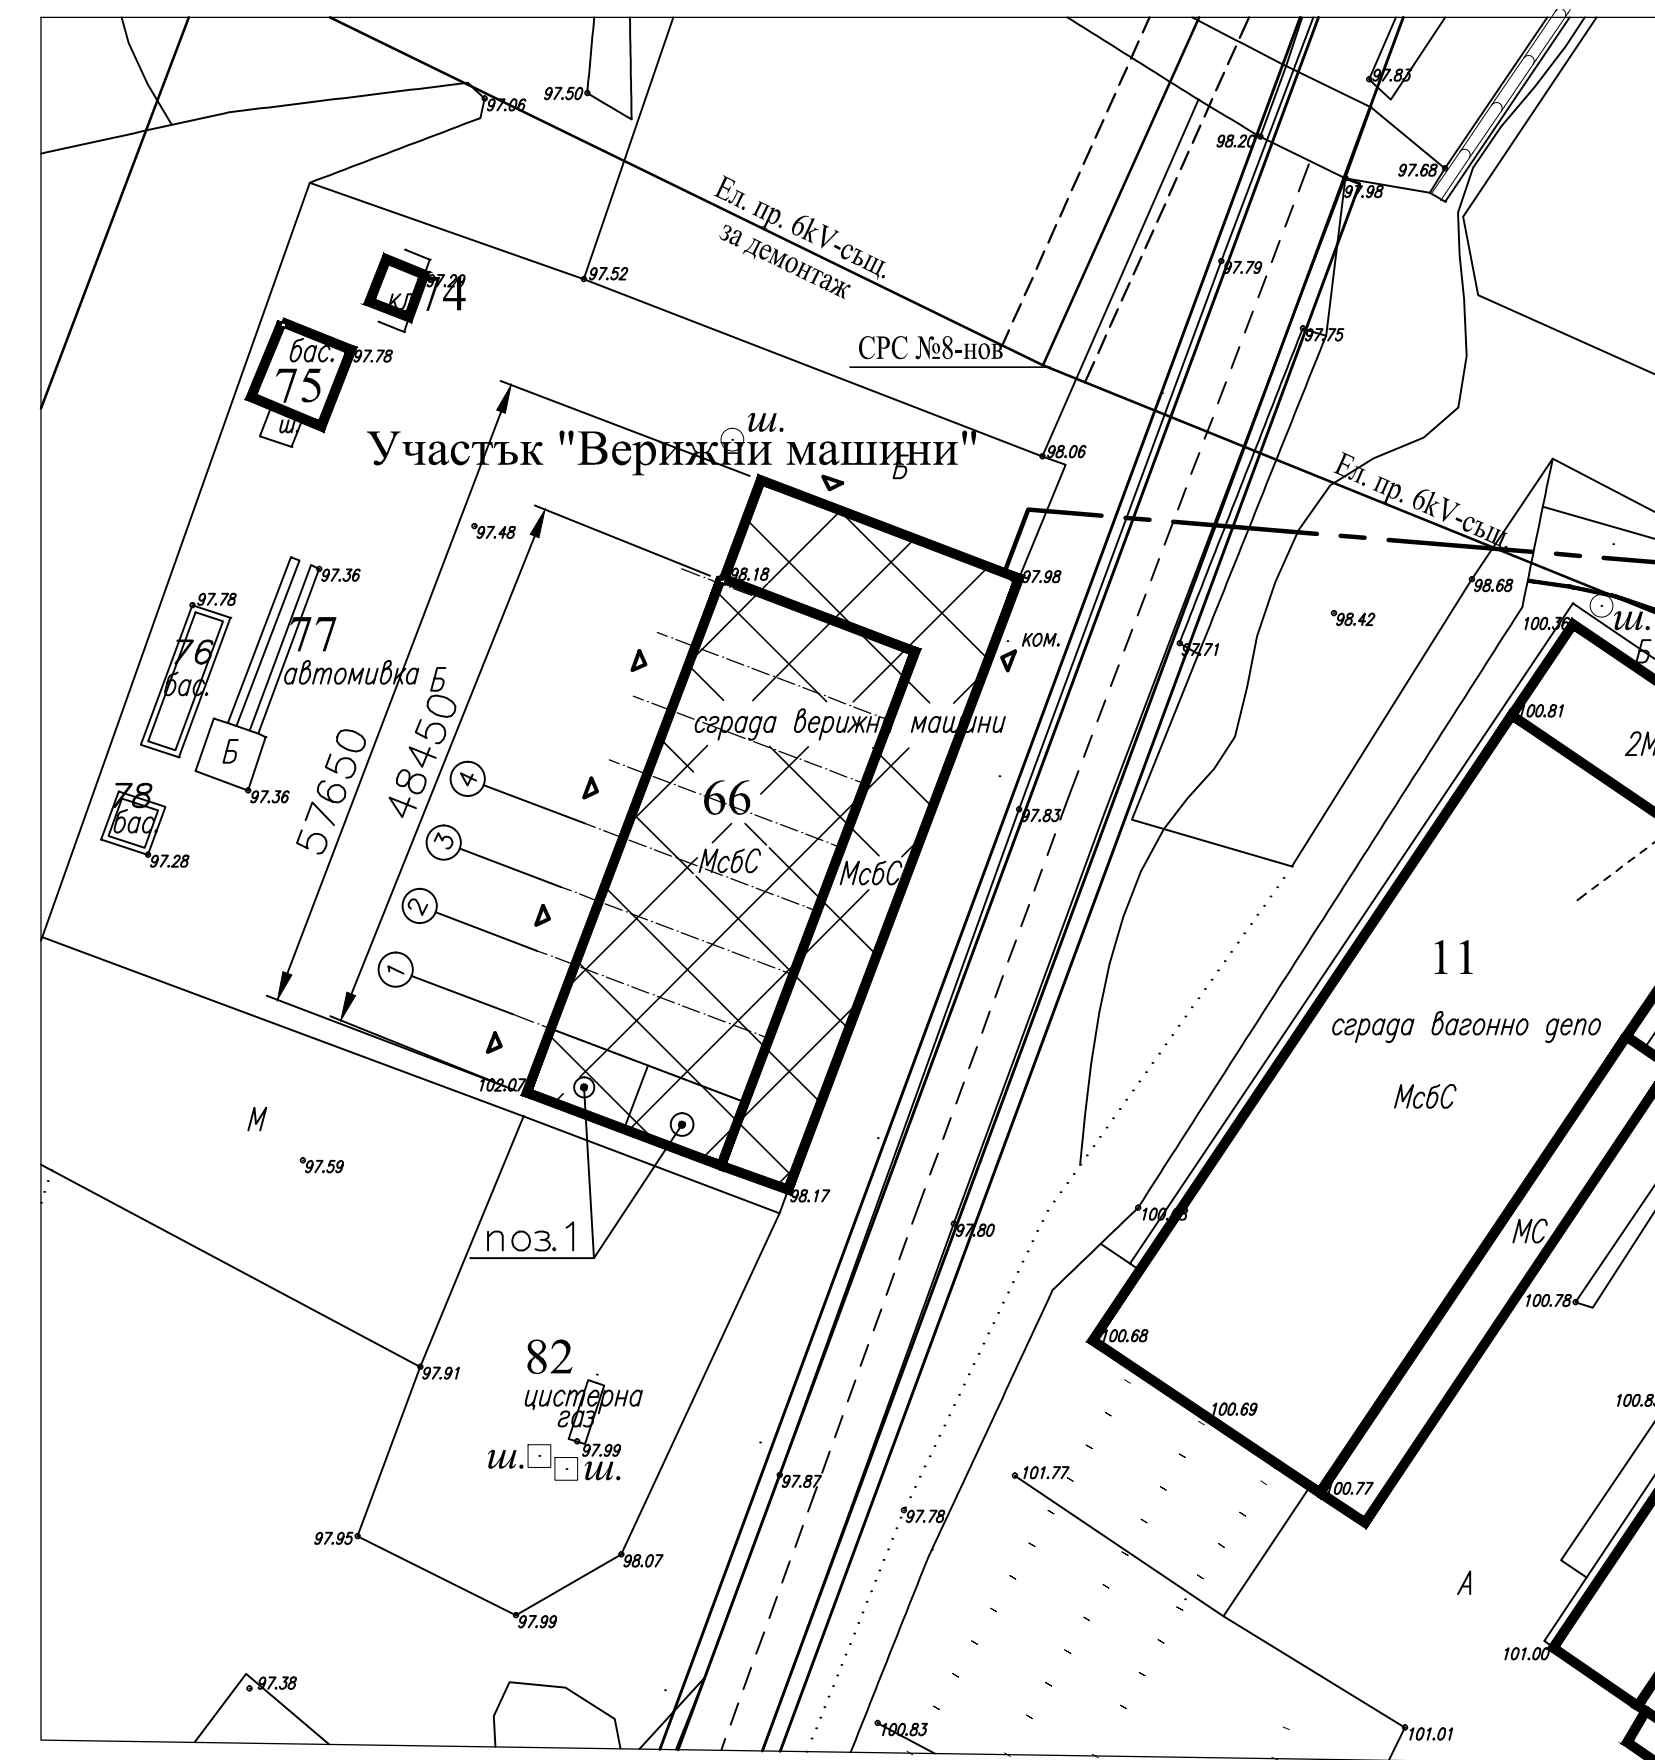 97.83
97.50
97.06
98.20
97.68
97.98
Ел. пр. 6kV-същ.
за демонтаж
97.79
97.52
97.29
74
кл
СРС №8-нов
97.75
бас.
97.78
75
ш.
ш.
Участък "Верижни машини"
Б
98.06
Ел. пр. 6kV-същ.
97.48
98.18
97.98
97.36
98.68
97.78
98.42
100.36
ш.
77
ком.
97.71
Б
76
бас.
автомивка
Б
100.81
сграда верижни машини
2М
Б
57650
48450
4
97.36
78
бас.
66
97.83
3
97.28
МсбС
МсбС
2
11
1
сграда вагонно депо
102.07
МсбС
М
97.59
98.17
100.68
97.80
МС
поз.1
100.78
100.68
82
97.91
цистерна
газ
100.69
97.99
ш.
ш.
101.77
97.87
100.77
97.78
97.95
98.07
А
97.99
101.00
97.38
100.83
101.01